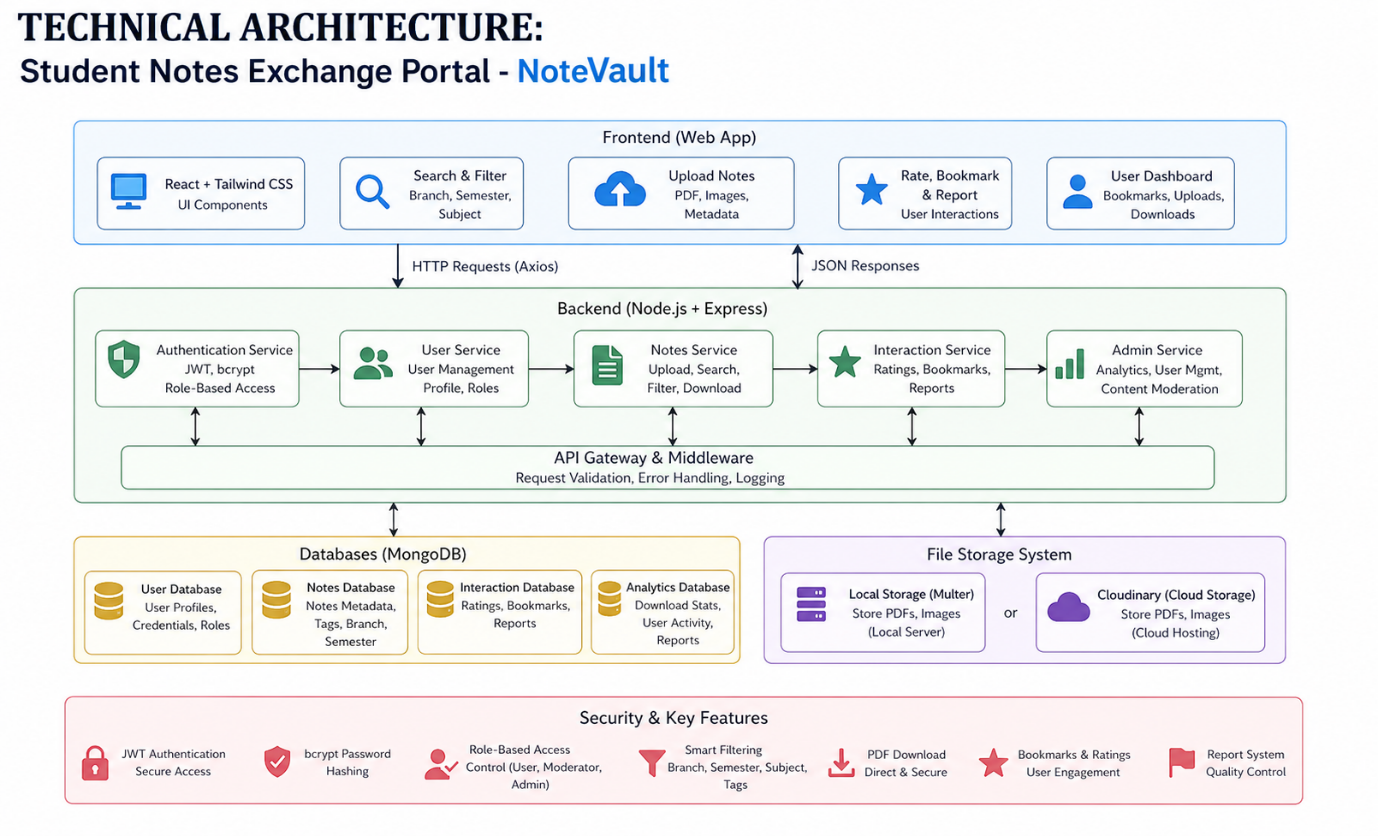 TECHNICAL ARCHITECTURE:
Student Notes Exchange Portal - NoteVault
Frontend (Web App)
React + Tailwind CSS
UI Components
Search & Filter
Branch, Semester,
Subject
Upload Notes
PDF, Images,
Metadata
Rate, Bookmark
& Report
User Interactions
User Dashboard
Bookmarks, Uploads,
Downloads
HTTP Requests (Axios)
JSON Responses
Backend (Node.js + Express)
Authentication Service
JWT, bcrypt
Role-Based Access
User Service
User Management
Profile, Roles
Notes Service
Upload, Search,
Filter, Download
Interaction Service
Ratings, Bookmarks,
Reports
Admin Service
Analytics, User Mgmt,
Content Moderation
API Gateway & Middleware
Request Validation, Error Handling, Logging
Databases (MongoDB)
User Database
User Profiles,
Credentials, Roles
Notes Database
Notes Metadata,
Tags, Branch,
Semester
Interaction Database
Ratings, Bookmarks,
Reports
Analytics Database
Download Stats,
User Activity,
Reports
File Storage System
Local Storage (Multer)
Store PDFs, Images
(Local Server)
or
Cloudinary (Cloud Storage)
Store PDFs, Images
(Cloud Hosting)
Security & Key Features
JWT Authentication
Secure Access
bcrypt Password
Hashing
Role-Based Access
Control (User, Moderator,
Admin)
Smart Filtering
Branch, Semester, Subject,
Tags
PDF Download
Direct & Secure
Bookmarks & Ratings
User Engagement
Report System
Quality Control